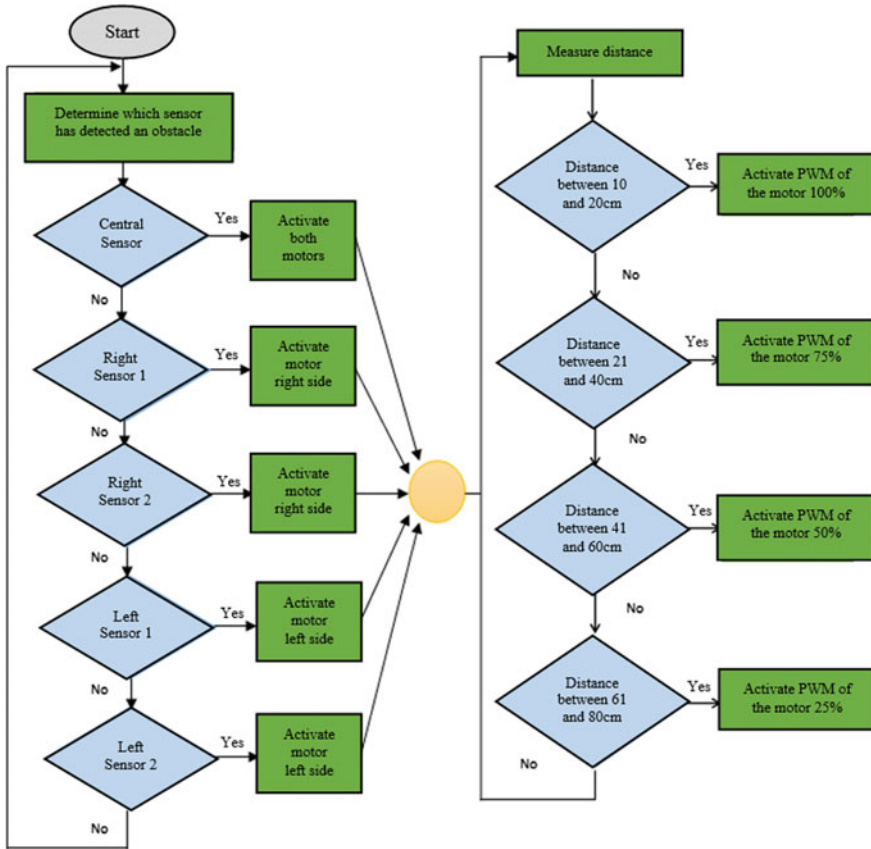 Start
Determine which sensor
has detected an obstacle
Central
Sensor
Yes
Activate
both
motors
No
Right
Sensor 1
Yes
Activate
motor
right side
No
Right
Sensor 2
Yes
Activate
motor
right side
No
Left
Sensor 1
Yes
Activate
motor
left side
No
Left
Sensor 2
Yes
Activate
motor
left side
No
Measure distance
Distance
between 10
and 20cm
Yes
Activate PWM of
the motor 100%
No
Distance
between 21
and 40cm
Yes
Activate PWM of
the motor 75%
No
Distance
between 41
and 60cm
Yes
Activate PWM of
the motor 50%
No
Distance
between 61
and 80cm
Yes
Activate PWM of
the motor 25%
No